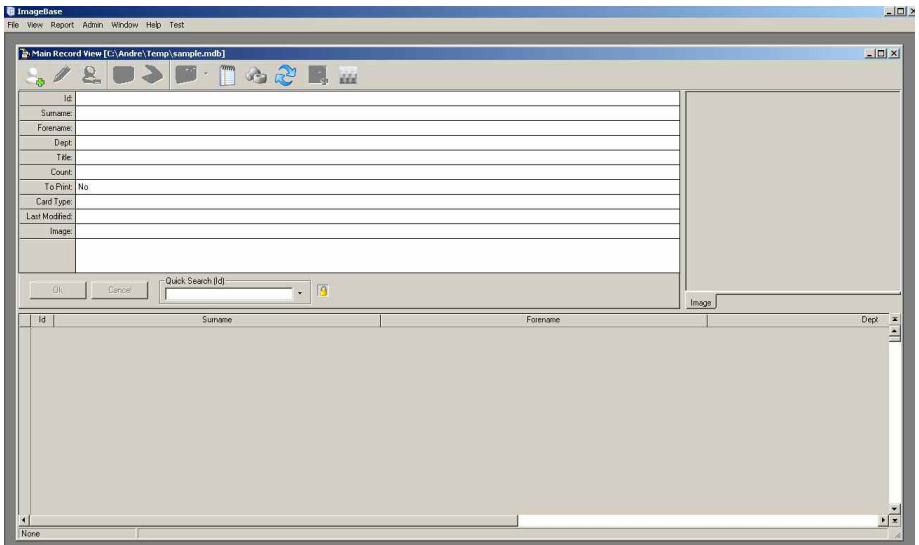 ImageBase
File View Report Admin Window Help Test
Main Record View [C:\Andre\Temp\sample.mdb]
Id:
Surname:
Forename:
Dept:
Title:
Count:
To Print: No
Card Type:
Last Modified:
Image:
Ok Cancel Quick Search (Id)
Image
Id Surname Forename Dept
None